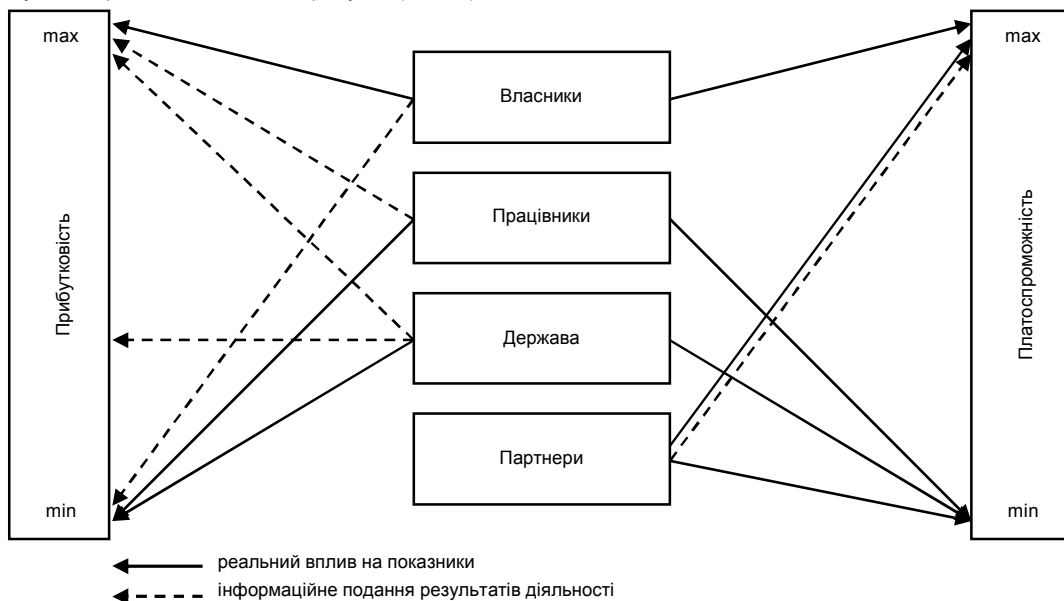 max
Прибутковість
min
Власники
Працівники
Держава
Партнери
max
Платоспроможність
min
реальний вплив на показники
інформаційне подання результатів діяльності